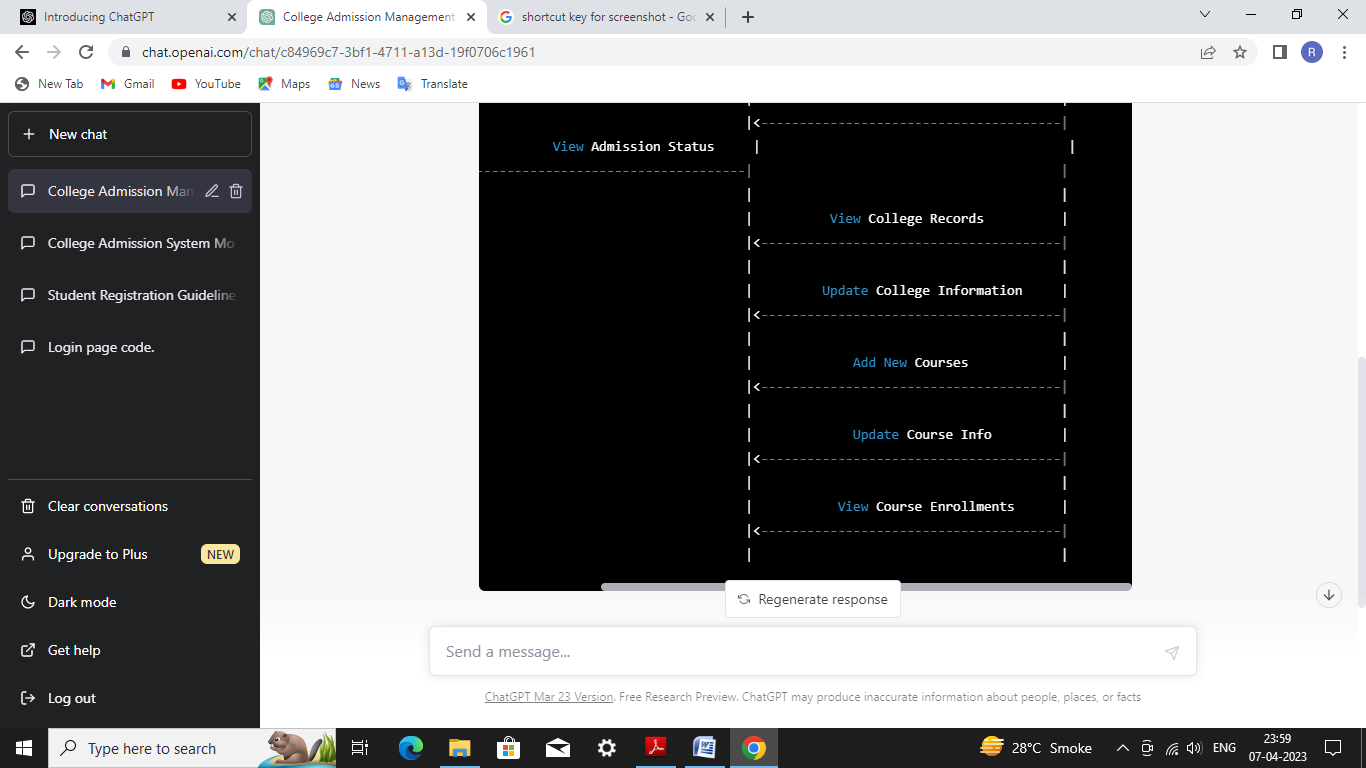 Introducing ChatGPT
College Admission Management
shortcut key for screenshot - Goo
chat.openai.com/chat/c84969c7-3bf1-4711-a13d-19f0706c1961
R
New Tab
Gmail
YouTube
Maps
News
Translate
New chat
College Admission Man
College Admission System Mo
Student Registration Guideline
Login page code.
Clear conversations
Upgrade to Plus NEW
Dark mode
Get help
Log out
|<---------------------------------------|
View Admission Status | |
-----------------------------------| |
| |
| View College Records |
|<---------------------------------------|
| |
| Update College Information |
|<---------------------------------------|
| |
| Add New Courses |
|<---------------------------------------|
| |
| Update Course Info |
|<---------------------------------------|
| |
| View Course Enrollments |
|<---------------------------------------|
| |
Regenerate response
Send a message...
ChatGPT Mar 23 Version. Free Research Preview. ChatGPT may produce inaccurate information about people, places, or facts
Type here to search
28°C Smoke
ENG
23:59
07-04-2023